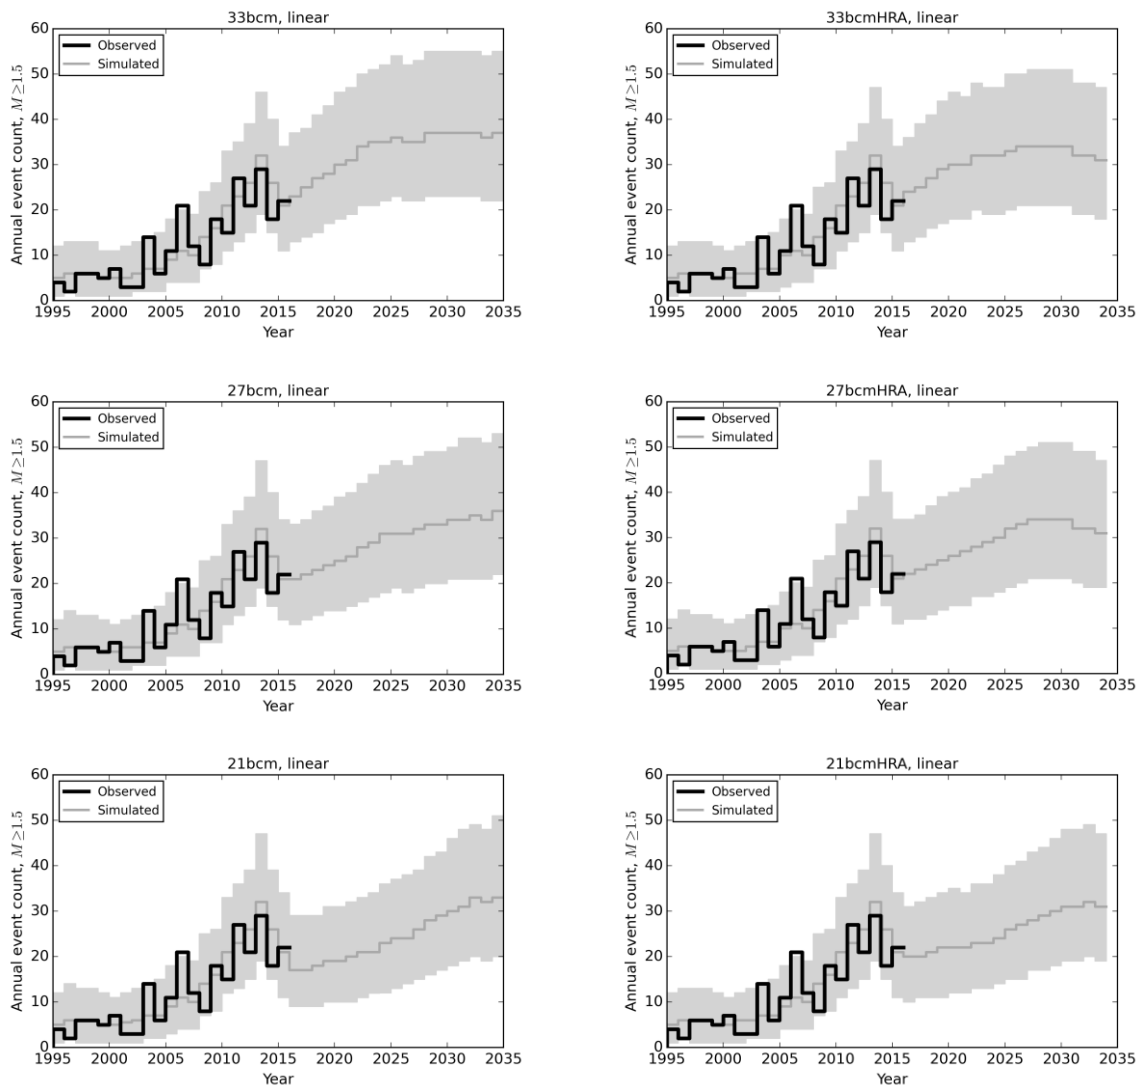 33bcm, linear
60
50
40
30
20
10
0
Annual event count, M ≥1.5
Observed
Simulated
1995 2000 2005 2010 2015 2020 2025 2030 2035
Year
33bcmHRA, linear
60
50
40
30
20
10
0
Annual event count, M ≥1.5
Observed
Simulated
1995 2000 2005 2010 2015 2020 2025 2030 2035
Year
27bcm, linear
60
50
40
30
20
10
0
Annual event count, M ≥1.5
Observed
Simulated
1995 2000 2005 2010 2015 2020 2025 2030 2035
Year
27bcmHRA, linear
60
50
40
30
20
10
0
Annual event count, M ≥1.5
Observed
Simulated
1995 2000 2005 2010 2015 2020 2025 2030 2035
Year
21bcm, linear
60
50
40
30
20
10
0
Annual event count, M ≥1.5
Observed
Simulated
1995 2000 2005 2010 2015 2020 2025 2030 2035
Year
21bcmHRA, linear
60
50
40
30
20
10
0
Annual event count, M ≥1.5
Observed
Simulated
1995 2000 2005 2010 2015 2020 2025 2030 2035
Year